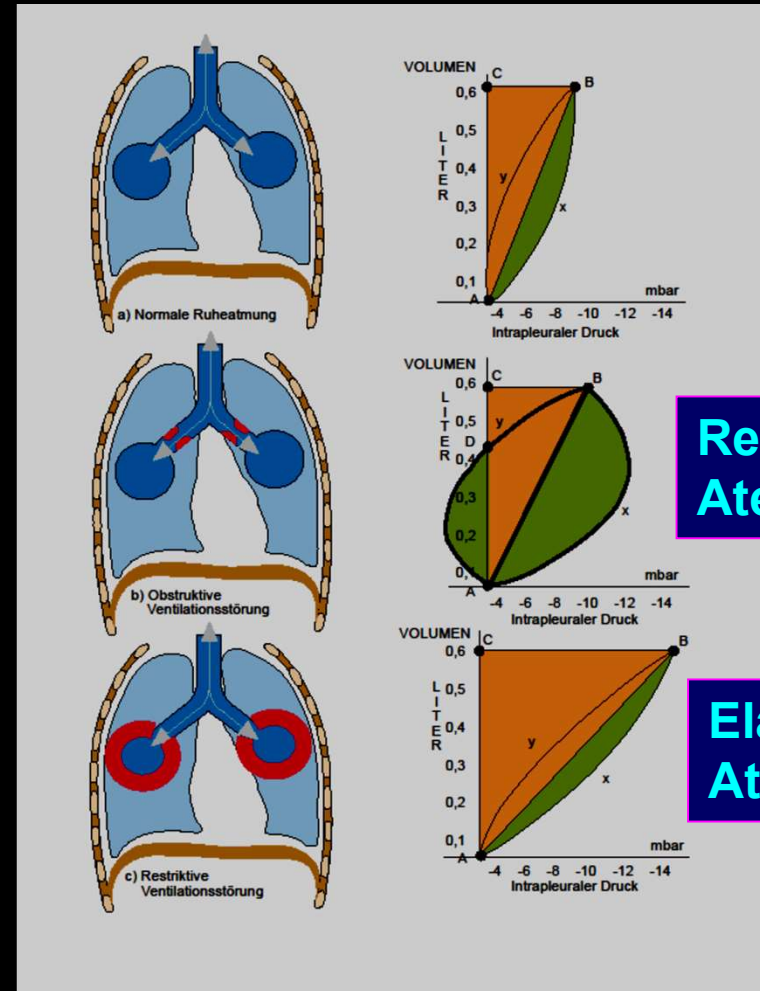 VOLUMEN
C
B
0,6
0,5
0,4
0,3
0,2
0,1
L
I
T
E
R
y
x
A
mbar
-4 -6 -8 -10 -12 -14
Intrapleuraler Druck
a) Normale Ruheatmung
VOLUMEN
C
B
0,6
0,5
D
0,4
0,3
0,2
L
I
T
E
R
y
x
A
mbar
-4 -6 -8 -10 -12 -14
Intrapleuraler Druck
b) Obstruktive
Ventilationsstörung
Re
Ate
VOLUMEN
C
B
0,6
0,5
0,4
0,3
0,2
0,1
L
I
T
E
R
y
x
A
mbar
-4 -6 -8 -10 -12 -14
Intrapleuraler Druck
c) Restriktive
Ventilationsstörung
Ela
At